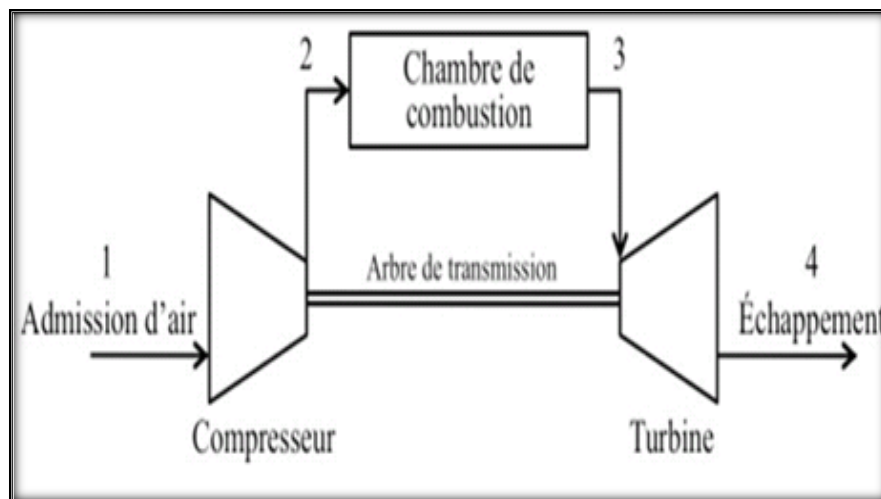 2
Chambre de
combustion
3
Arbre de transmission
1
Admission d'air
4
Échappement
Compresseur
Turbine